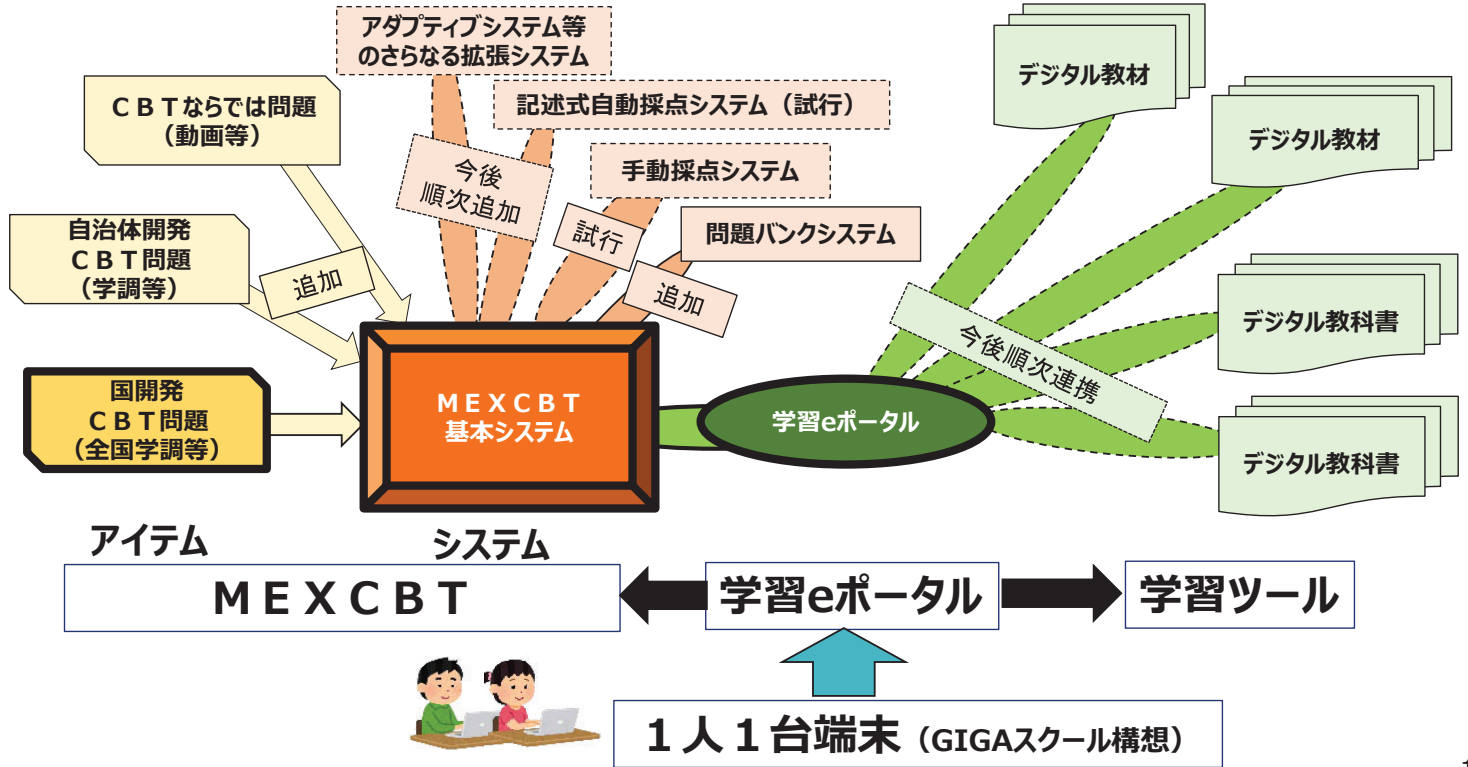 アダプティブシステム等
のさらなる拡張システム
ＣＢＴならでは問題
（動画等）
記述式自動採点システム（試行）
今後
順次追加
手動採点システム
試行
問題バンクシステム
追加
自治体開発
ＣＢＴ問題
（学調等）
追加
国開発
ＣＢＴ問題
（全国学調等）
ＭＥＸＣＢＴ
基本システム
学習eポータル
今後順次連携
デジタル教材
デジタル教材
デジタル教科書
デジタル教科書
アイテム
システム
ＭＥＸＣＢＴ
学習eポータル
学習ツール
１人１台端末（GIGAスクール構想）